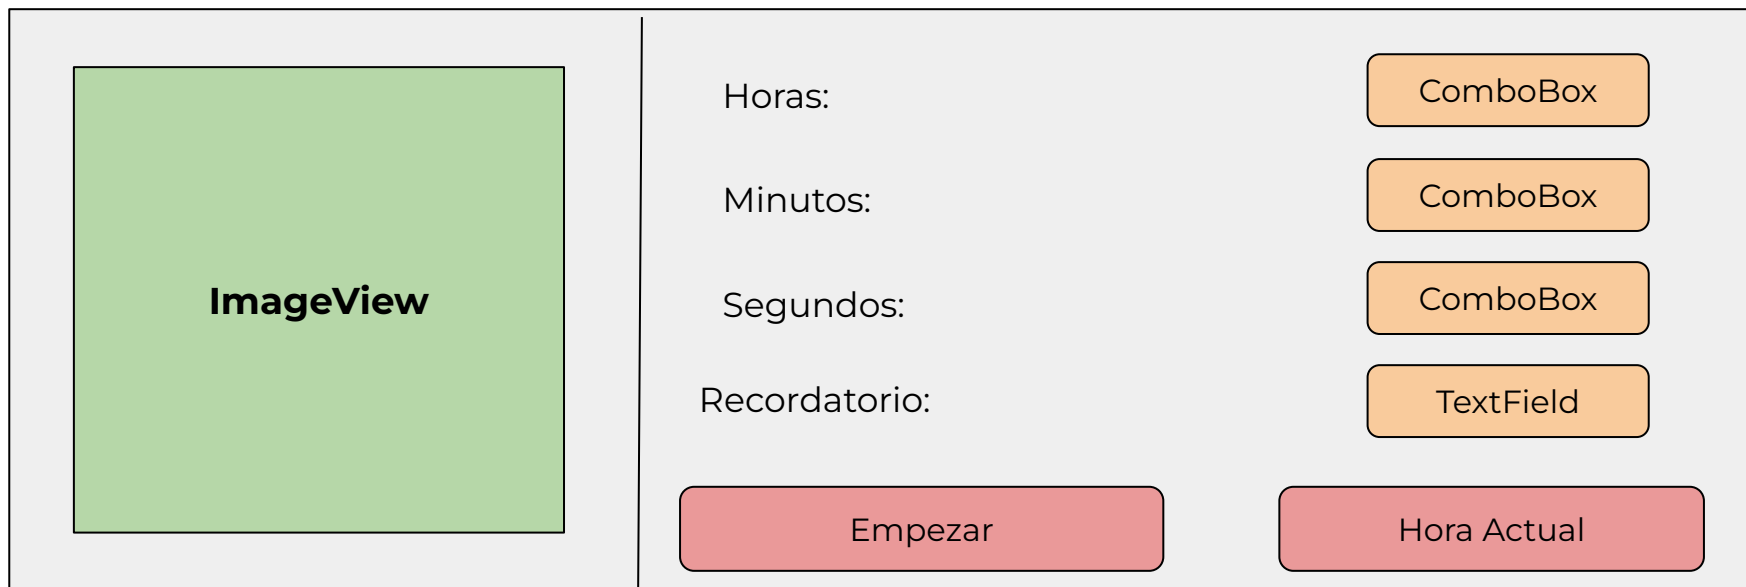 ImageView
Horas:
ComboBox
Minutos:
ComboBox
Segundos:
ComboBox
Recordatorio:
TextField
Empezar
Hora Actual